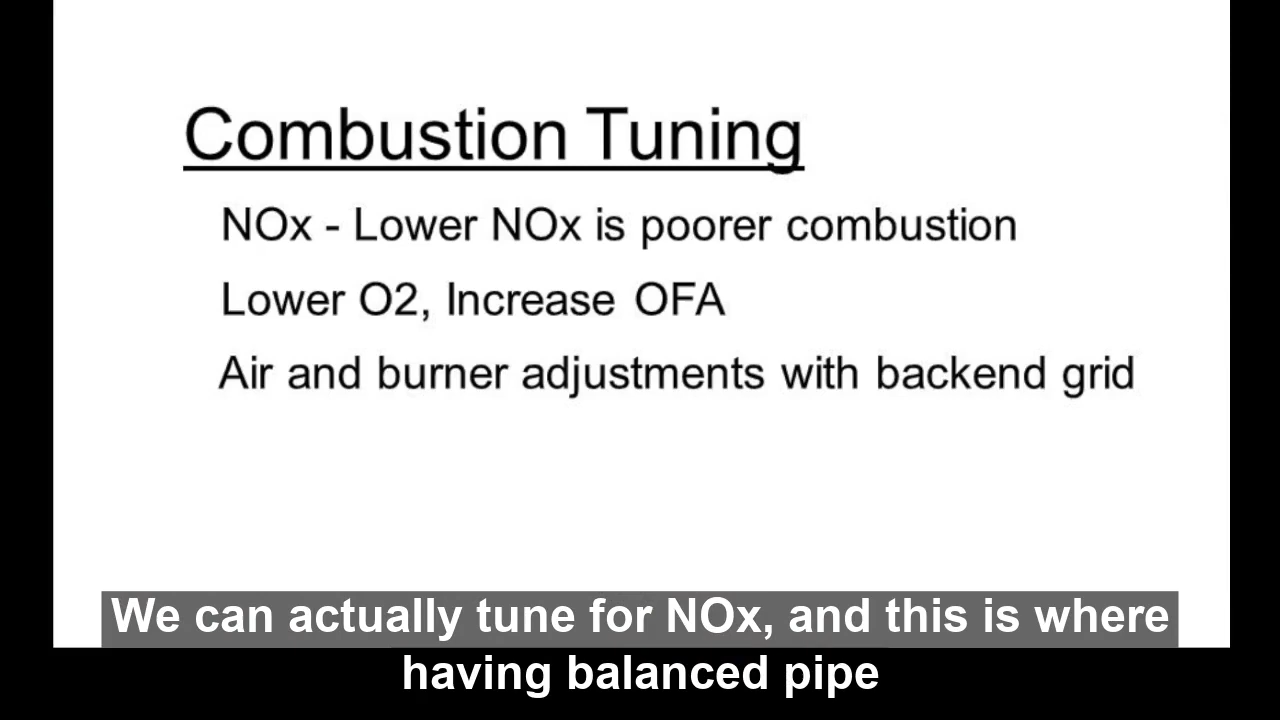 Combustion Tuning
NOx - Lower NOx is poorer combustion
Lower O2, Increase OFA
Air and burner adjustments with backend grid
We can actually tune for NOx, and this is where
having balanced pipe